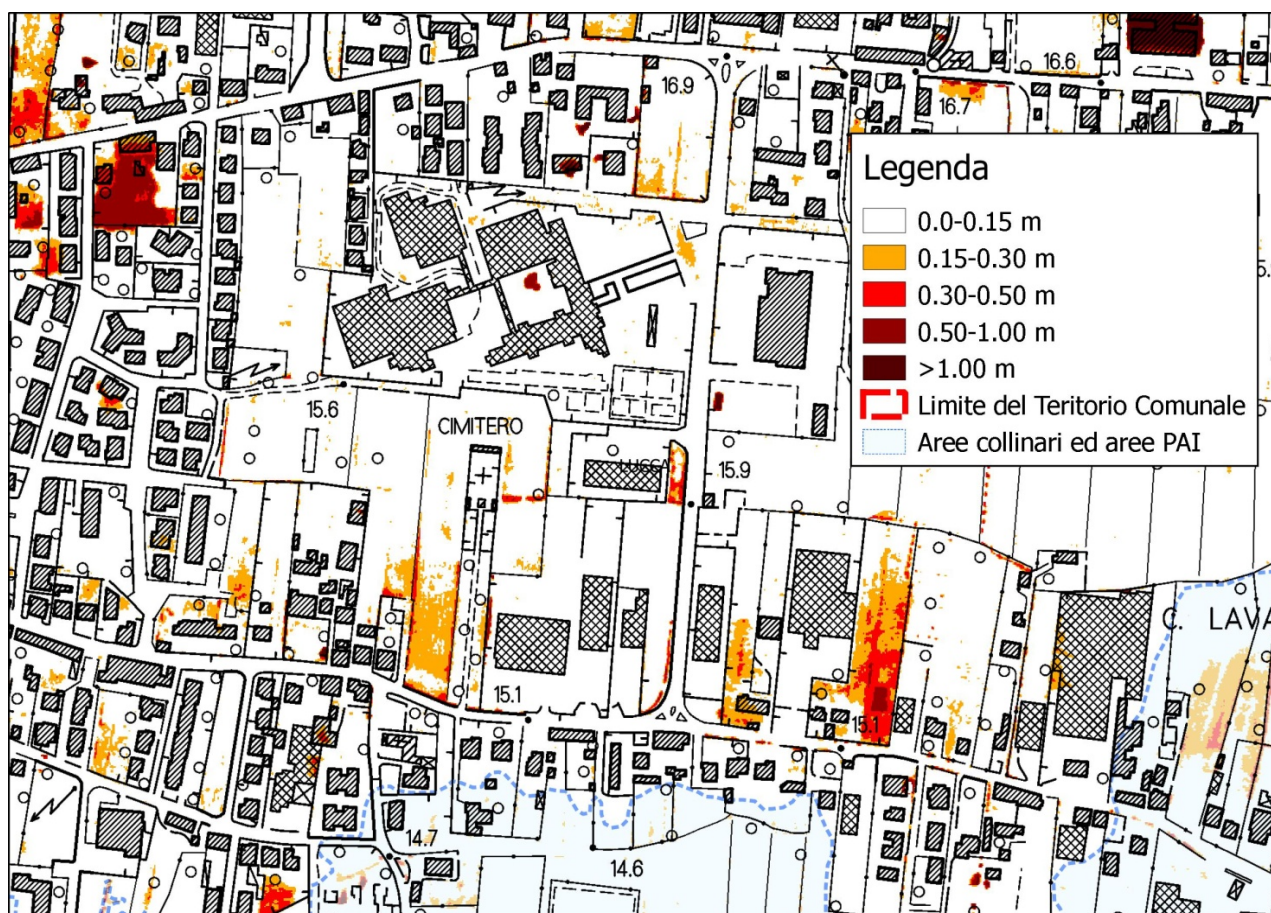 16.9
16.6
16.7
Legenda
0.0-0.15 m
0.15-0.30 m
0.30-0.50 m
0.50-1.00 m
>1.00 m
Limite del Teritorio Comunale
Aree collinari ed aree PAI
15.6
CIMITERO
LUCCA
15.9
C. LAVA
15.1
15.1
14.7
14.6